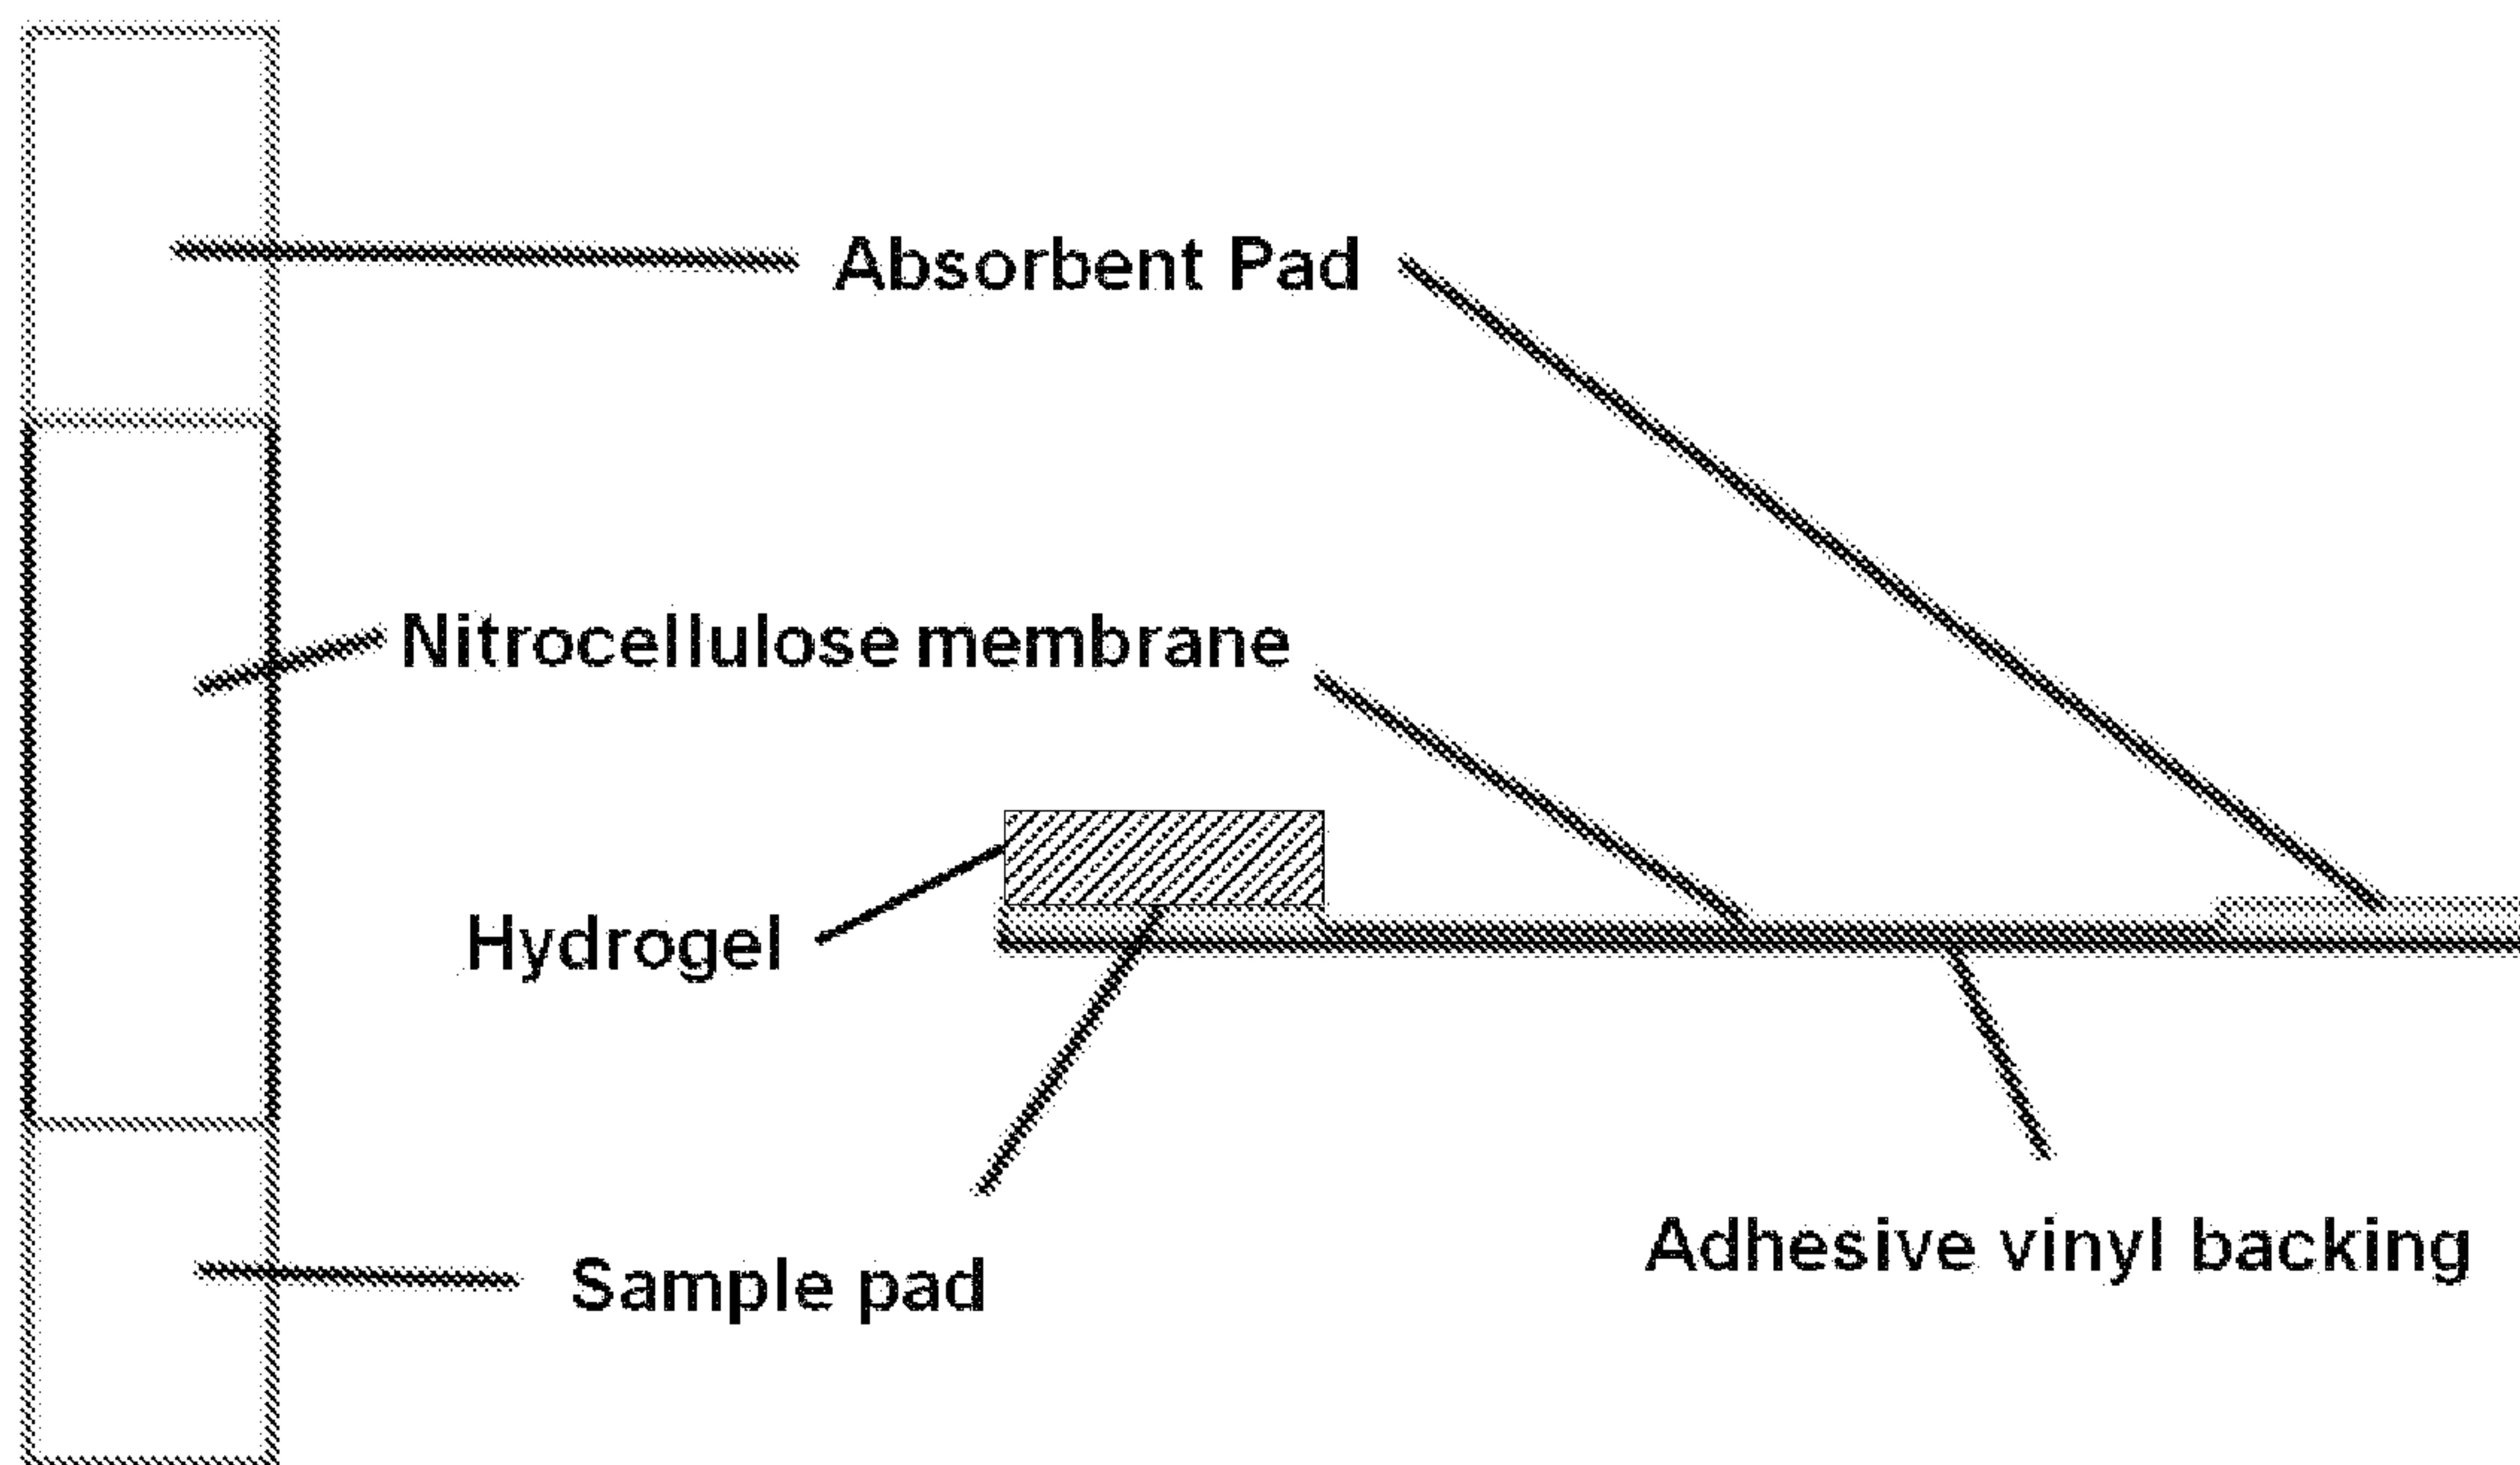 Absorbent Pad
Nitrocellulose membrane
Hydrogel
Adhesive vinyl backing
Sample pad